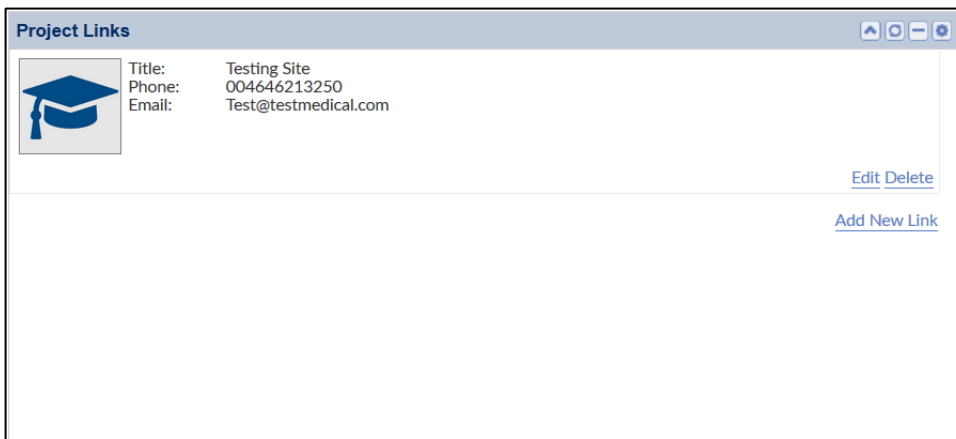 Project Links
Title: Testing Site
Phone: 004646213250
Email: Test@testmedical.com
Edit Delete
Add New Link